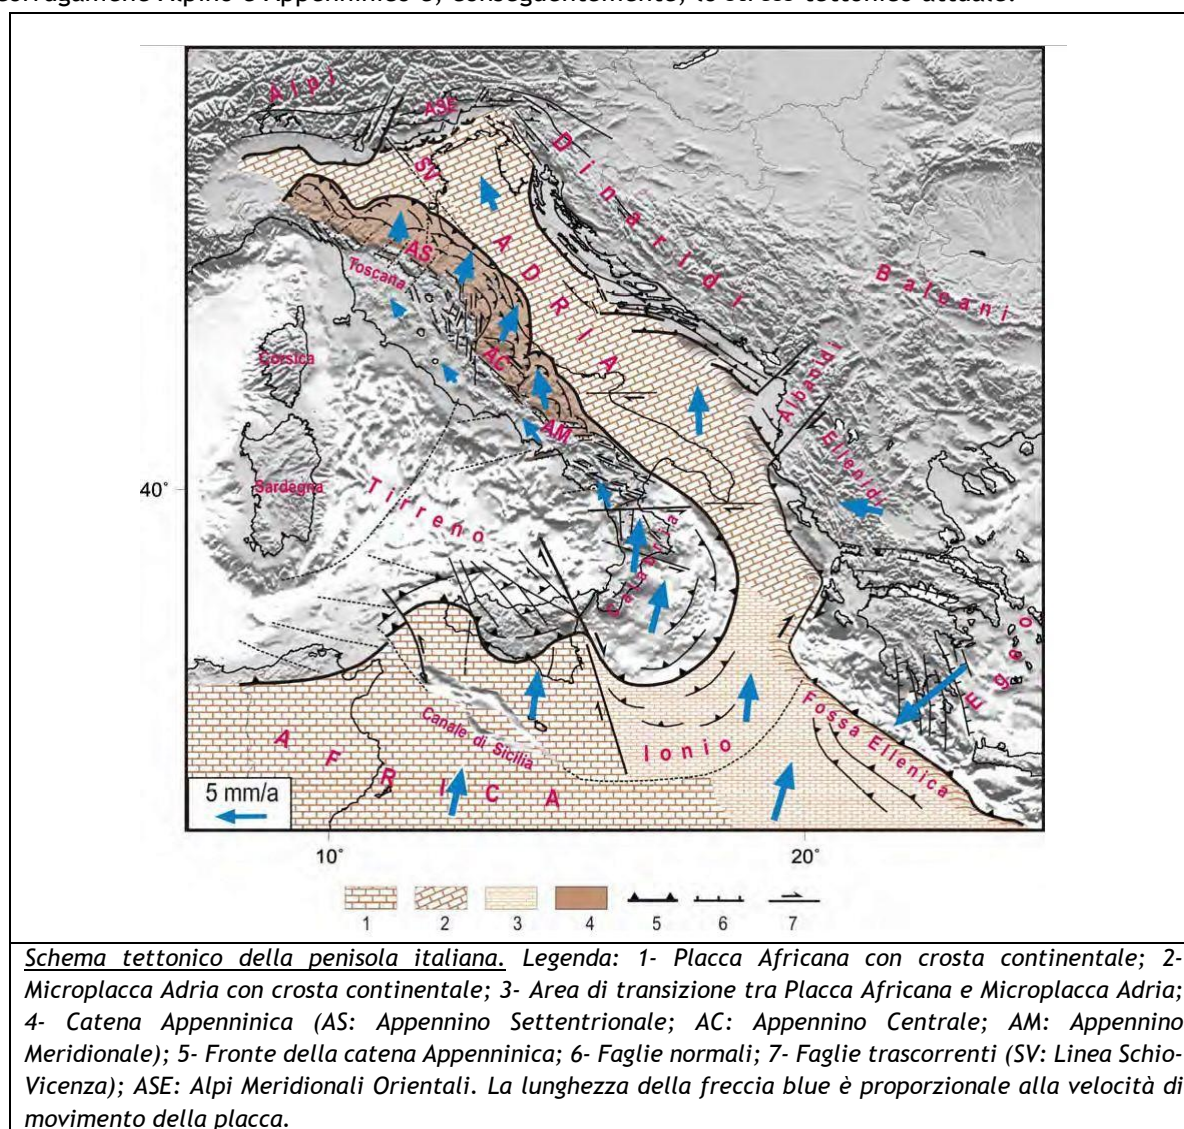 corrugamento Alpino e Appenninico e, conseguentemente, lo stress tettonico attuale.
Alpi
ASE
SV
Dinaridi
ADRIA
AS
Toscana
Balcani
Corsica
AC
Albanidi
AM
Ellenidi
40°
Sardegna
Tirreno
Calabria
Egeo
Canale di Sicilia
Ionio
Fossa Ellenica
AFRICA
5 mm/a
10° 20°
1 2 3 4 5 6 7
Schema tettonico della penisola italiana. Legenda: 1- Placca Africana con crosta continentale; 2-
Microplacca Adria con crosta continentale; 3- Area di transizione tra Placca Africana e Microplacca Adria;
4- Catena Appenninica (AS: Appennino Settentrionale; AC: Appennino Centrale; AM: Appennino
Meridionale); 5- Fronte della catena Appenninica; 6- Faglie normali; 7- Faglie trascorrenti (SV: Linea Schio-
Vicenza); ASE: Alpi Meridionali Orientali. La lunghezza della freccia blue è proporzionale alla velocità di
movimento della placca.